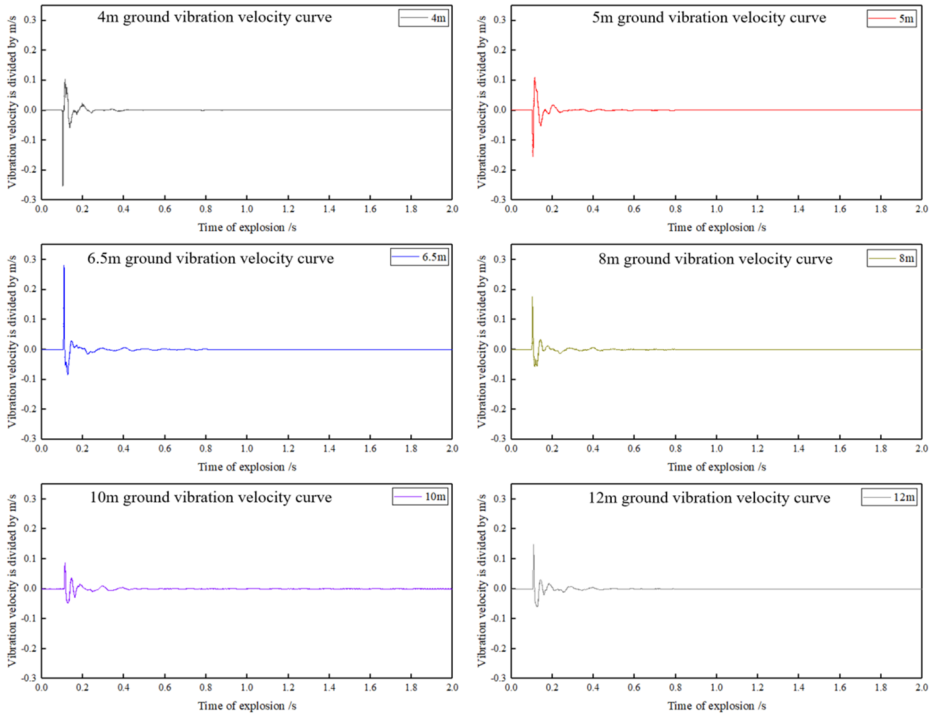 4m ground vibration velocity curve
4m
Vibration velocity is divided by m/s
0.3
0.2
0.1
0.0
-0.1
-0.2
-0.3
0.0 0.2 0.4 0.6 0.8 1.0 1.2 1.4 1.6 1.8 2.0
Time of explosion /s
5m ground vibration velocity curve
5m
Vibration velocity is divided by m/s
0.3
0.2
0.1
0.0
-0.1
-0.2
-0.3
0.0 0.2 0.4 0.6 0.8 1.0 1.2 1.4 1.6 1.8 2.0
Time of explosion /s
6.5m ground vibration velocity curve
6.5m
Vibration velocity is divided by m/s
0.3
0.2
0.1
0.0
-0.1
-0.2
-0.3
0.0 0.2 0.4 0.6 0.8 1.0 1.2 1.4 1.6 1.8 2.0
Time of explosion /s
8m ground vibration velocity curve
8m
Vibration velocity is divided by m/s
0.3
0.2
0.1
0.0
-0.1
-0.2
-0.3
0.0 0.2 0.4 0.6 0.8 1.0 1.2 1.4 1.6 1.8 2.0
Time of explosion /s
10m ground vibration velocity curve
10m
Vibration velocity is divided by m/s
0.3
0.2
0.1
0.0
-0.1
-0.2
-0.3
0.0 0.2 0.4 0.6 0.8 1.0 1.2 1.4 1.6 1.8 2.0
Time of explosion /s
12m ground vibration velocity curve
12m
Vibration velocity is divided by m/s
0.3
0.2
0.1
0.0
-0.1
-0.2
-0.3
0.0 0.2 0.4 0.6 0.8 1.0 1.2 1.4 1.6 1.8 2.0
Time of explosion /s